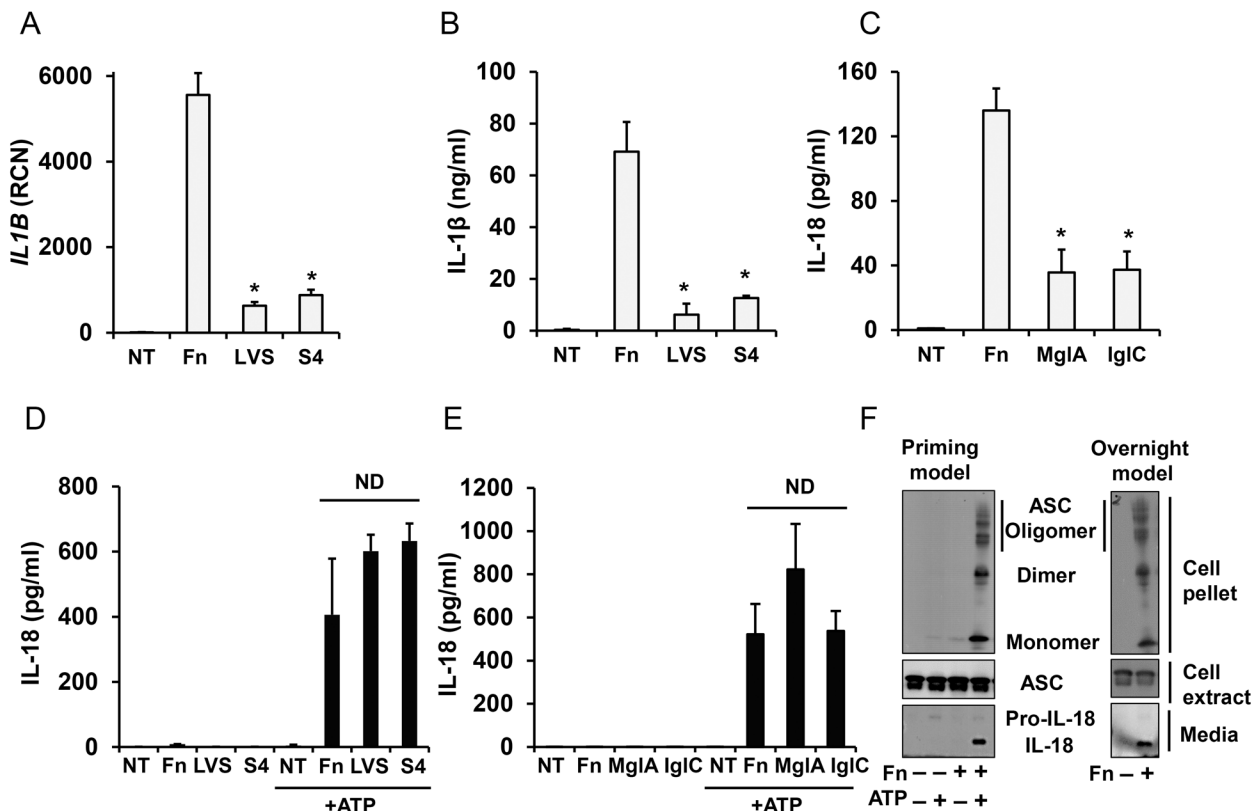 A
IL1B (RCN)
6000
4000
2000
0
*
*
NT Fn LVS S4
B
IL-1β (ng/ml)
100
80
60
40
20
0
*
*
NT Fn LVS S4
C
IL-18 (pg/ml)
160
120
80
40
0
*
*
NT Fn MglA IglC
D
IL-18 (pg/ml)
800
600
400
200
0
ND
NT Fn LVS S4 NT Fn LVS S4
+ATP
E
IL-18 (pg/ml)
1200
1000
800
600
400
200
0
ND
NT Fn MglA IglC NT Fn MglA IglC
+ATP
F
Priming
model
Overnight
model
ASC
Oligomer
Dimer
Monomer
Cell
pellet
ASC
Cell
extract
Pro-IL-18
IL-18
Media
Fn – – + +
ATP – + – +
Fn – +